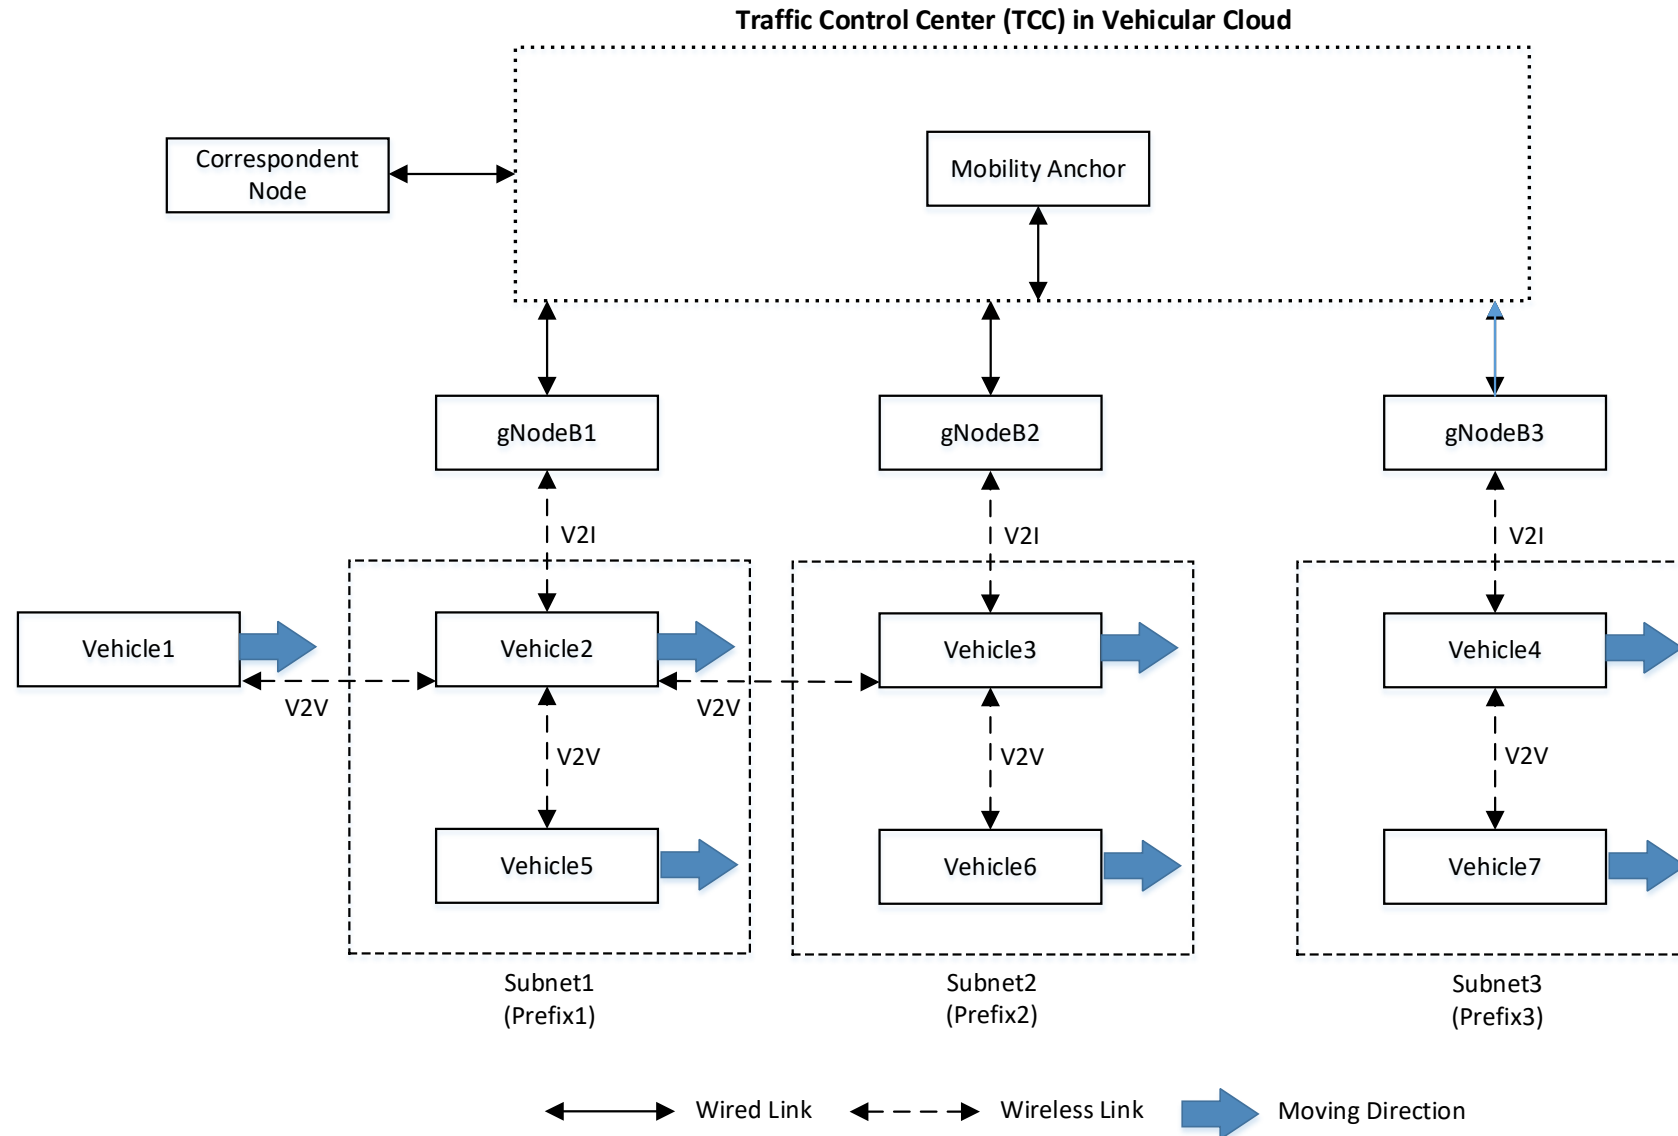 Traffic Control Center (TCC) in Vehicular Cloud
Correspondent
Node
Mobility Anchor
gNodeB1
gNodeB2
gNodeB3
V2I
V2I
V2I
Vehicle1
Vehicle2
Vehicle3
Vehicle4
V2V
V2V
V2V
V2V
V2V
Vehicle5
Vehicle6
Vehicle7
Subnet1
(Prefix1)
Subnet2
(Prefix2)
Subnet3
(Prefix3)
Wired Link
Wireless Link
Moving Direction